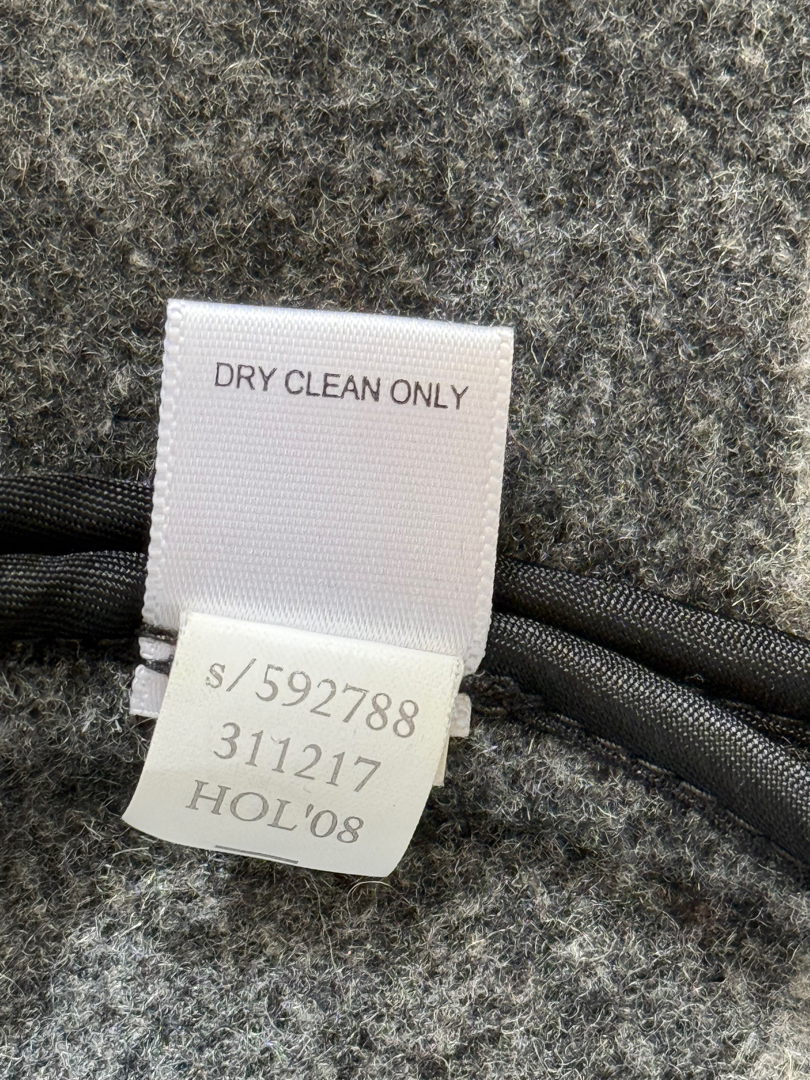 DRY CLEAN ONLY
s/592788
311217
HOL'08